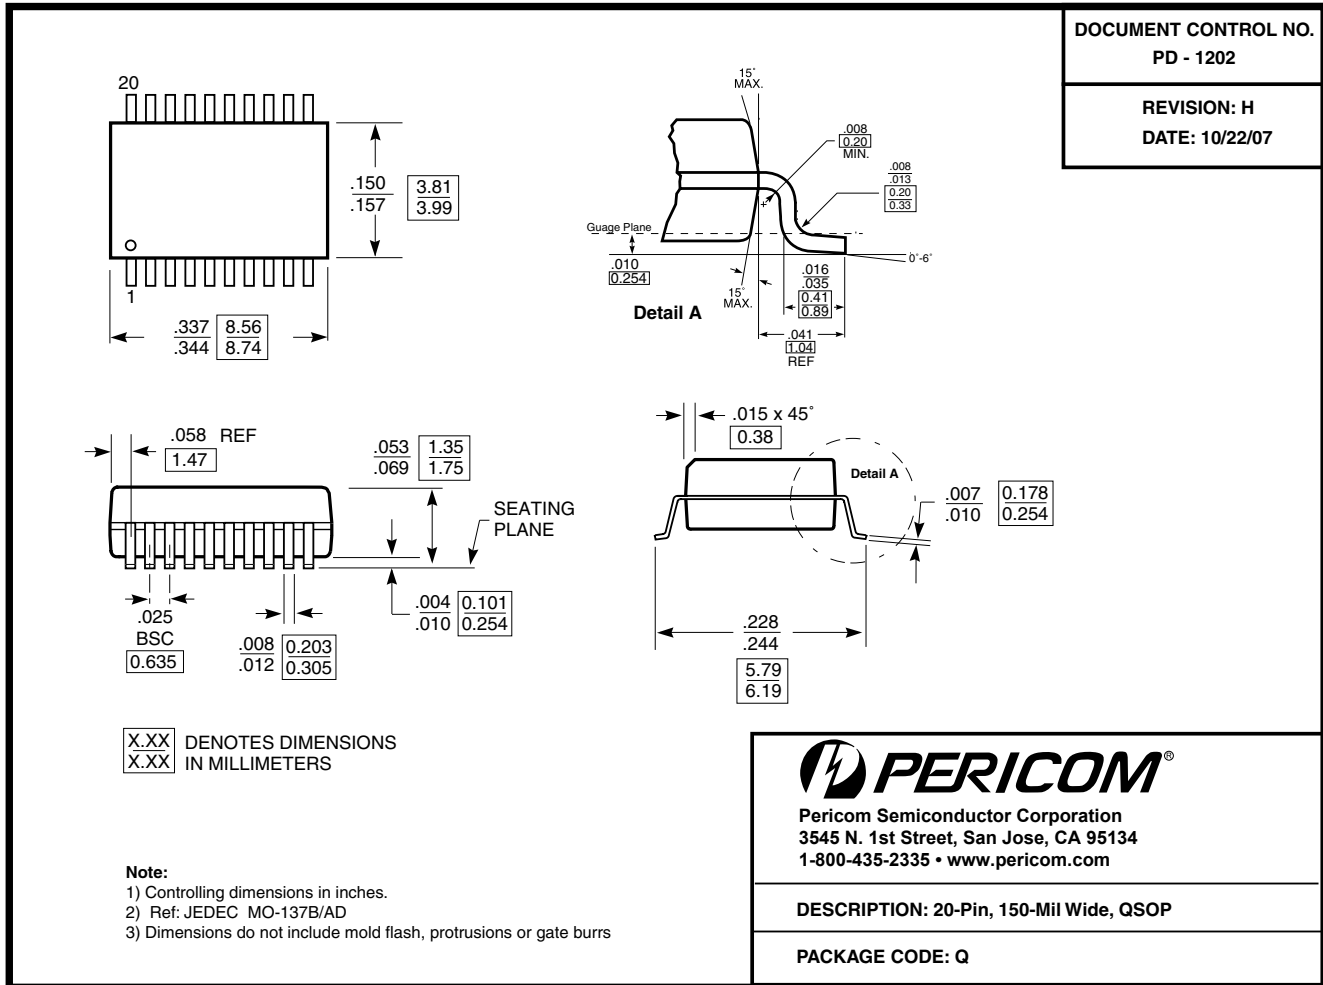 DOCUMENT CONTROL NO.
PD - 1202
REVISION: H
DATE: 10/22/07
20
1
.150
.157
3.81
3.99
.337
.344
8.56
8.74
15°
MAX.
.008
0.20
MIN.
.008
.013
0.20
0.33
Guage Plane
.010
0.254
0°-6°
15°
MAX.
.016
.035
0.41
0.89
.041
1.04
REF
Detail A
.058 REF
1.47
.053
.069
1.35
1.75
SEATING
PLANE
.004
.010
0.101
0.254
.025
BSC
0.635
.008
.012
0.203
0.305
.015 x 45°
0.38
Detail A
.007
.010
0.178
0.254
.228
.244
5.79
6.19
X.XX
X.XX
DENOTES DIMENSIONS
IN MILLIMETERS
Note:
1) Controlling dimensions in inches.
2) Ref: JEDEC MO-137B/AD
3) Dimensions do not include mold flash, protrusions or gate burrs
PERICOM®
Pericom Semiconductor Corporation
3545 N. 1st Street, San Jose, CA 95134
1-800-435-2335 • www.pericom.com
DESCRIPTION: 20-Pin, 150-Mil Wide, QSOP
PACKAGE CODE: Q